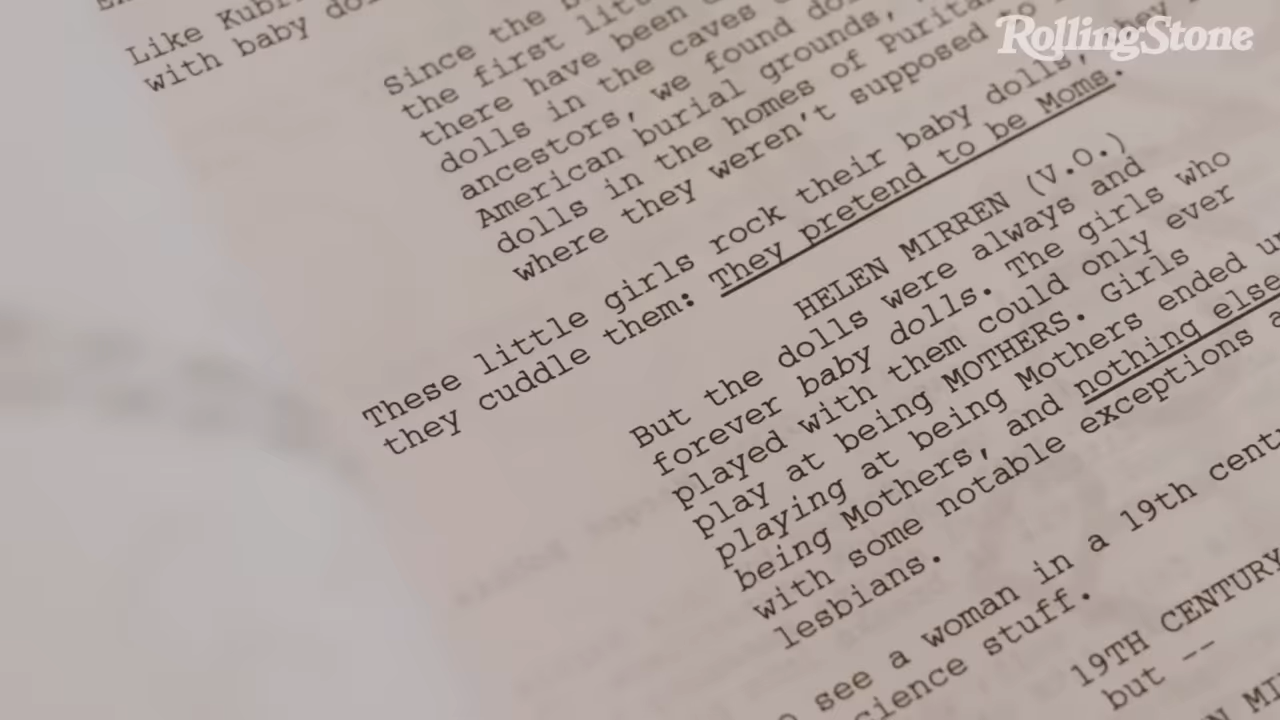 RollingStone
Like Kub
with baby do
Since the
the first lit
there have been
dolls in the caves
ancestors, we found do
American burial grounds,
dolls in the homes of Purita
where they weren't supposed to
These little girls rock their baby dolls, they
they cuddle them: They pretend to be Moms.
HELEN MIRREN (V.O.)
But the dolls were always and
forever baby dolls. The girls who
played with them could only ever
play at being MOTHERS. Girls
playing at being Mothers ended u
being Mothers, and nothing else
with some notable exceptions a
lesbians.
see a woman in a 19th cent
cience stuff.
19TH CENTURY
but --
N MI